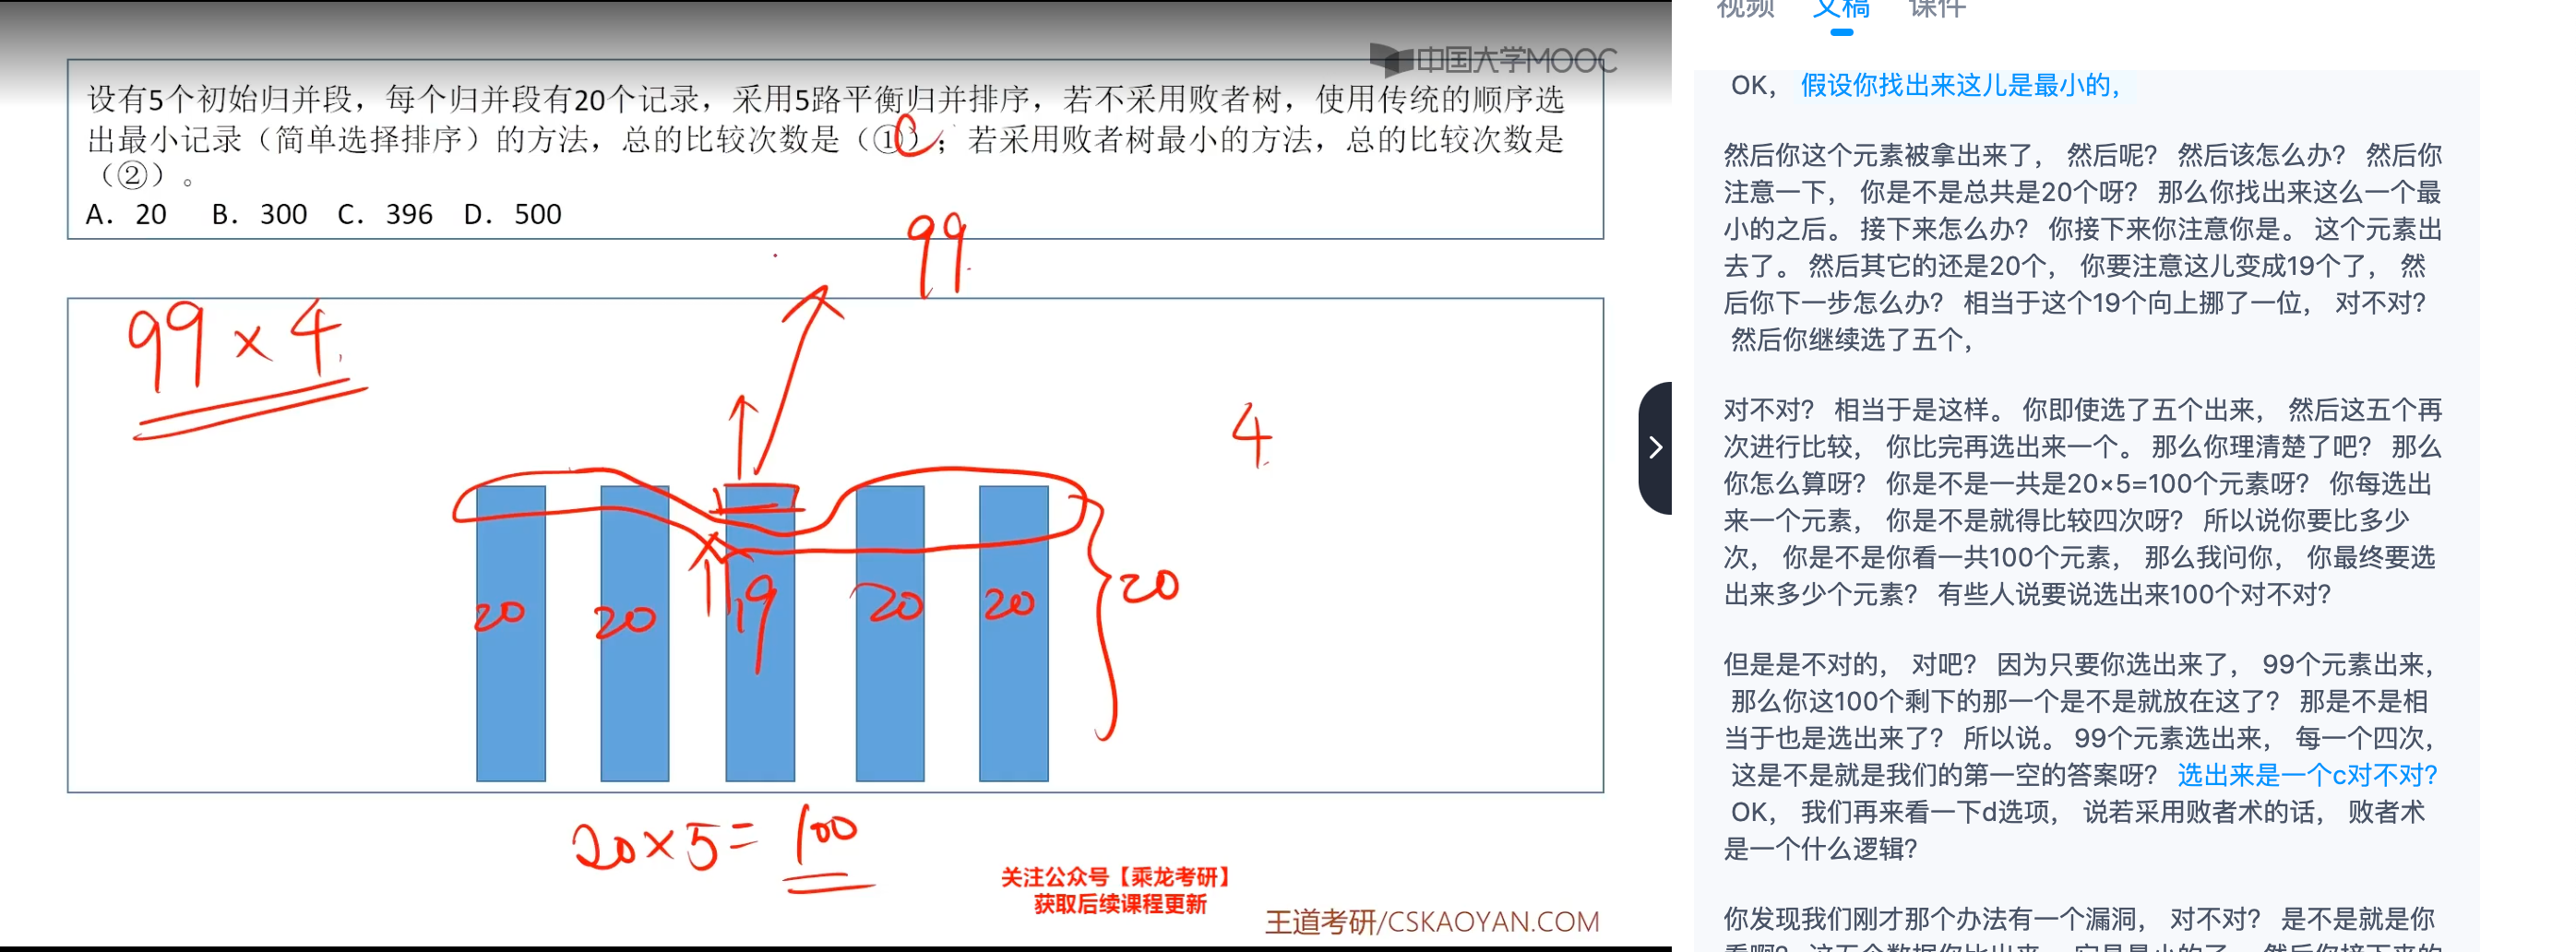 中国大学MOOC
设有5个初始归并段，每个归并段有20个记录，采用5路平衡归并排序，若不采用败者树，使用传统的顺序选
出最小记录（简单选择排序）的方法，总的比较次数是（①）；若采用败者树最小的方法，总的比较次数是
（②）。
C
A. 20 B. 300 C. 396 D. 500
99
99×4
4
20 20 19 20 20
20
20×5=100
关注公众号【乘龙考研】
获取后续课程更新
王道考研/CSKAOYAN.COM
视频 文稿 课件
OK， 假设你找出来这儿是最小的，
然后你这个元素被拿出来了， 然后呢？ 然后该怎么办？ 然后你
注意一下， 你是不是总共是20个呀？ 那么你找出来这么一个最
小的之后。 接下来怎么办？ 你接下来你注意你是。 这个元素出
去了。 然后其它的还是20个， 你要注意这儿变成19个了， 然
后你下一步怎么办？ 相当于这个19个向上挪了一位， 对不对？
然后你继续选了五个，
对不对？ 相当于是这样。 你即使选了五个出来， 然后这五个再
次进行比较， 你比完再选出来一个。 那么你理清楚了吧？ 那么
你怎么算呀？ 你是不是一共是20×5=100个元素呀？ 你每选出
来一个元素， 你是不是就得比较四次呀？ 所以说你要比多少
次， 你是不是你看一共100个元素， 那么我问你， 你最终要选
出来多少个元素？ 有些人说要说选出来100个对不对？
但是是不对的， 对吧？ 因为只要你选出来了， 99个元素出来，
那么你这100个剩下的那一个是不是就放在这了？ 那是不是相
当于也是选出来了？ 所以说。 99个元素选出来， 每一个四次，
这是不是就是我们的第一空的答案呀？ 选出来是一个c对不对？
OK， 我们再来看一下d选项， 说若采用败者术的话， 败者术
是一个什么逻辑？
你发现我们刚才那个办法有一个漏洞， 对不对？ 是不是就是你